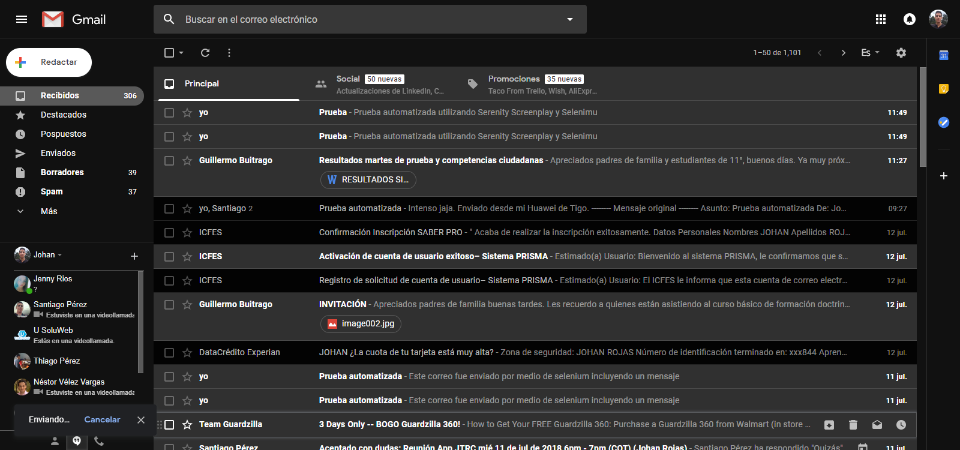 Gmail
Buscar en el correo electrónico
Redactar
1–50 de 1,101
Es
Recibidos 306
Destacados
Pospuestos
Enviados
Borradores 39
Spam 37
Más
Principal
Social 50 nuevas
Actualizaciones de LinkedIn, C...
Promociones 35 nuevas
Taco From Trello, Wish, AliExpr...
yo Prueba - Prueba automatizada utilizando Serenity Screenplay y Selenimu 11:49
yo Prueba - Prueba automatizada utilizando Serenity Screenplay y Selenimu 11:49
Guillermo Buitrago Resultados martes de prueba y competencias ciudadanas - Apreciados padres de familia y estudiantes de 11°, buenos días. Ya muy próx... 11:27
RESULTADOS SI...
yo, Santiago 2 Prueba automatizada - Intenso jaja. Enviado desde mi Huawei de Tigo. —— Mensaje original —— Asunto: Prueba automatizada De: Jo... 09:27
ICFES Confirmación Inscripción SABER PRO - " Acaba de realizar la inscripción exitosamente. Datos Personales Nombres JOHAN Apellidos ROJ... 12 jul.
ICFES Activación de cuenta de usuario exitoso– Sistema PRISMA - Estimado(a) Usuario: Bienvenido al sistema PRISMA, le confirmamos que s... 12 jul.
ICFES Registro de solicitud de cuenta de usuario– Sistema PRISMA - Estimado(a) Usuario: El ICFES le informa que esta cuenta de correo electr... 12 jul.
Guillermo Buitrago INVITACIÓN - Apreciados padres de familia buenas tardes. Les recuerdo a quienes están asistiendo al curso básico de formación doctrin... 12 jul.
image002.jpg
DataCrédito Experian JOHAN ¿La cuota de tu tarjeta está muy alta? - Zona de seguridad: JOHAN ROJAS Número de identificación terminado en: xxx844 Apren... 12 jul.
yo Prueba automatizada - Este correo fue enviado por medio de selenium incluyendo un mensaje 11 jul.
yo Prueba automatizada - Este correo fue enviado por medio de selenium incluyendo un mensaje 11 jul.
Team Guardzilla 3 Days Only -- BOGO Guardzilla 360! - How to Get Your FREE Guardzilla 360: Purchase a Guardzilla 360 from Walmart (in store ...
Santiago Pérez Aceptado con dudas: Reunión App JTRC mié 11 de jul de 2018 6pm - 7pm (COT) (Johan Rojas) - Santiago Pérez ha respondido "Quizás"
Johan
Jenny Ríos
?
Santiago Pérez
Estuviste en una videollamada
U SoluWeb
Estás en una videollamada.
Thiago Pérez
Néstor Vélez Vargas
Estuviste en una videollamada
Enviando... Cancelar